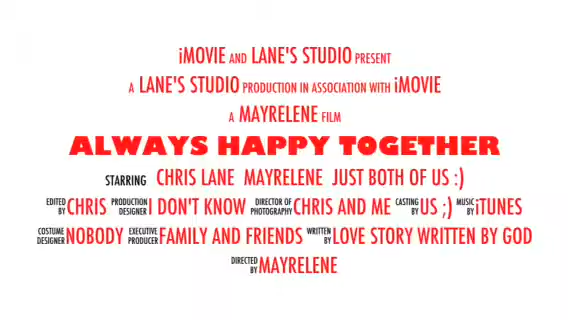 iMOVIE AND LANE'S STUDIO PRESENT
A LANE'S STUDIO PRODUCTION IN ASSOCIATION WITH iMOVIE
A MAYRELENE FILM
ALWAYS HAPPY TOGETHER
STARRING CHRIS LANE MAYRELENE JUST BOTH OF US :)
EDITED BY CHRIS PRODUCTION DESIGNER I DON'T KNOW DIRECTOR OF PHOTOGRAPHY CHRIS AND ME CASTING BY US ;) MUSIC BY iTUNES
COSTUME DESIGNER NOBODY EXECUTIVE PRODUCER FAMILY AND FRIENDS WRITTEN BY LOVE STORY WRITTEN BY GOD
DIRECTED BY MAYRELENE